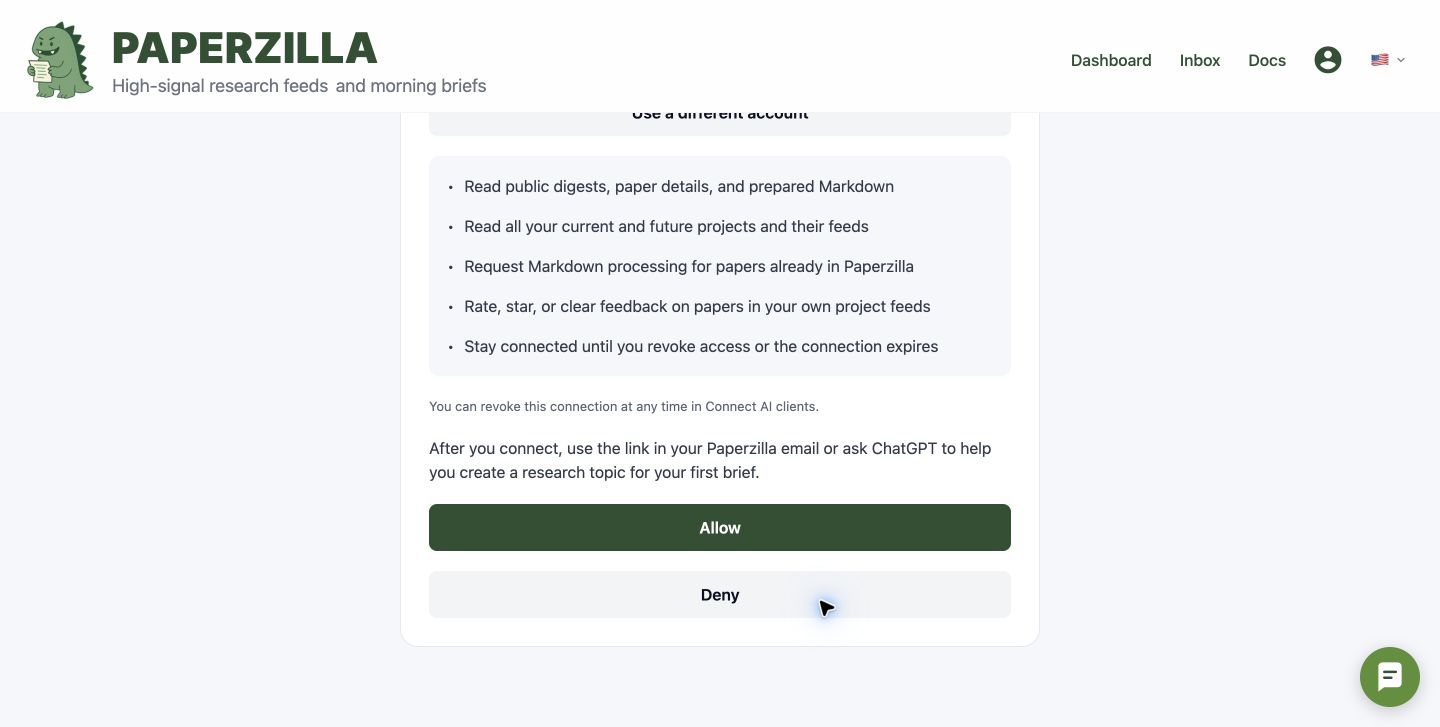 PAPERZILLA
High-signal research feeds and morning briefs
Dashboard
Inbox
Docs
Use a different account
• Read public digests, paper details, and prepared Markdown
• Read all your current and future projects and their feeds
• Request Markdown processing for papers already in Paperzilla
• Rate, star, or clear feedback on papers in your own project feeds
• Stay connected until you revoke access or the connection expires
You can revoke this connection at any time in Connect AI clients.
After you connect, use the link in your Paperzilla email or ask ChatGPT to help
you create a research topic for your first brief.
Allow
Deny